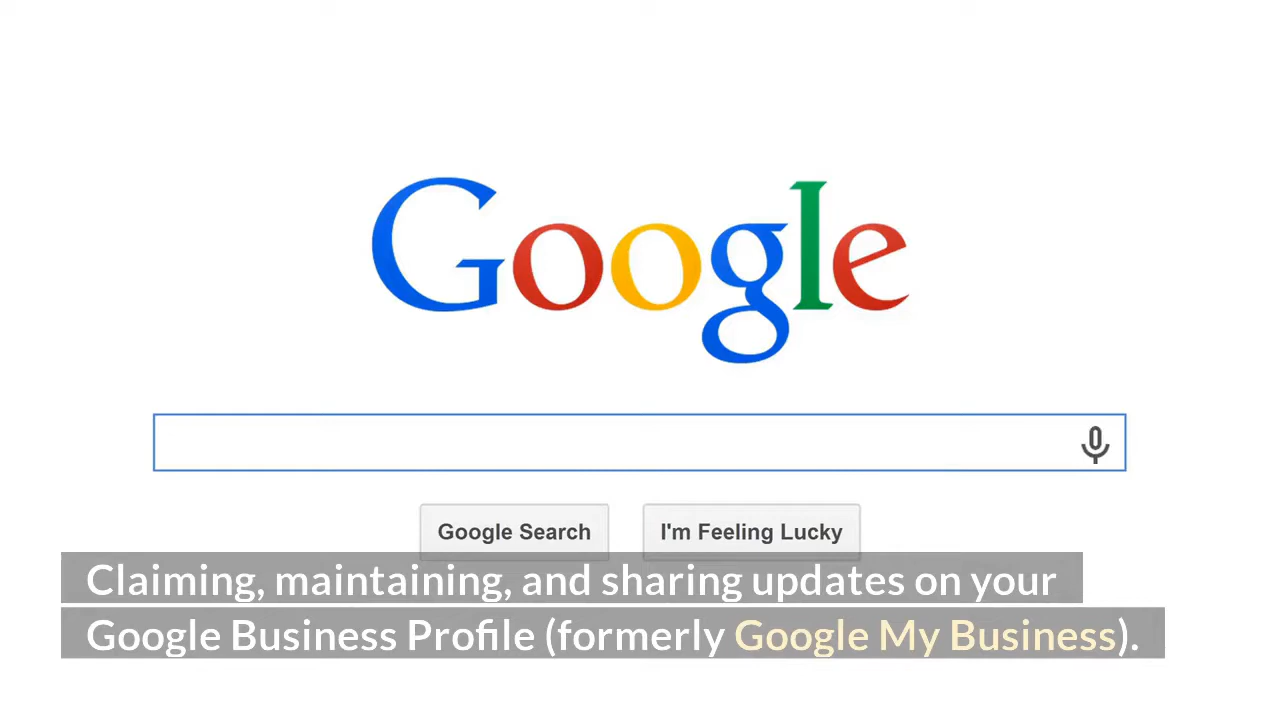 Google
Google Search
I'm Feeling Lucky
Claiming, maintaining, and sharing updates on your
Google Business Profile (formerly Google My Business).